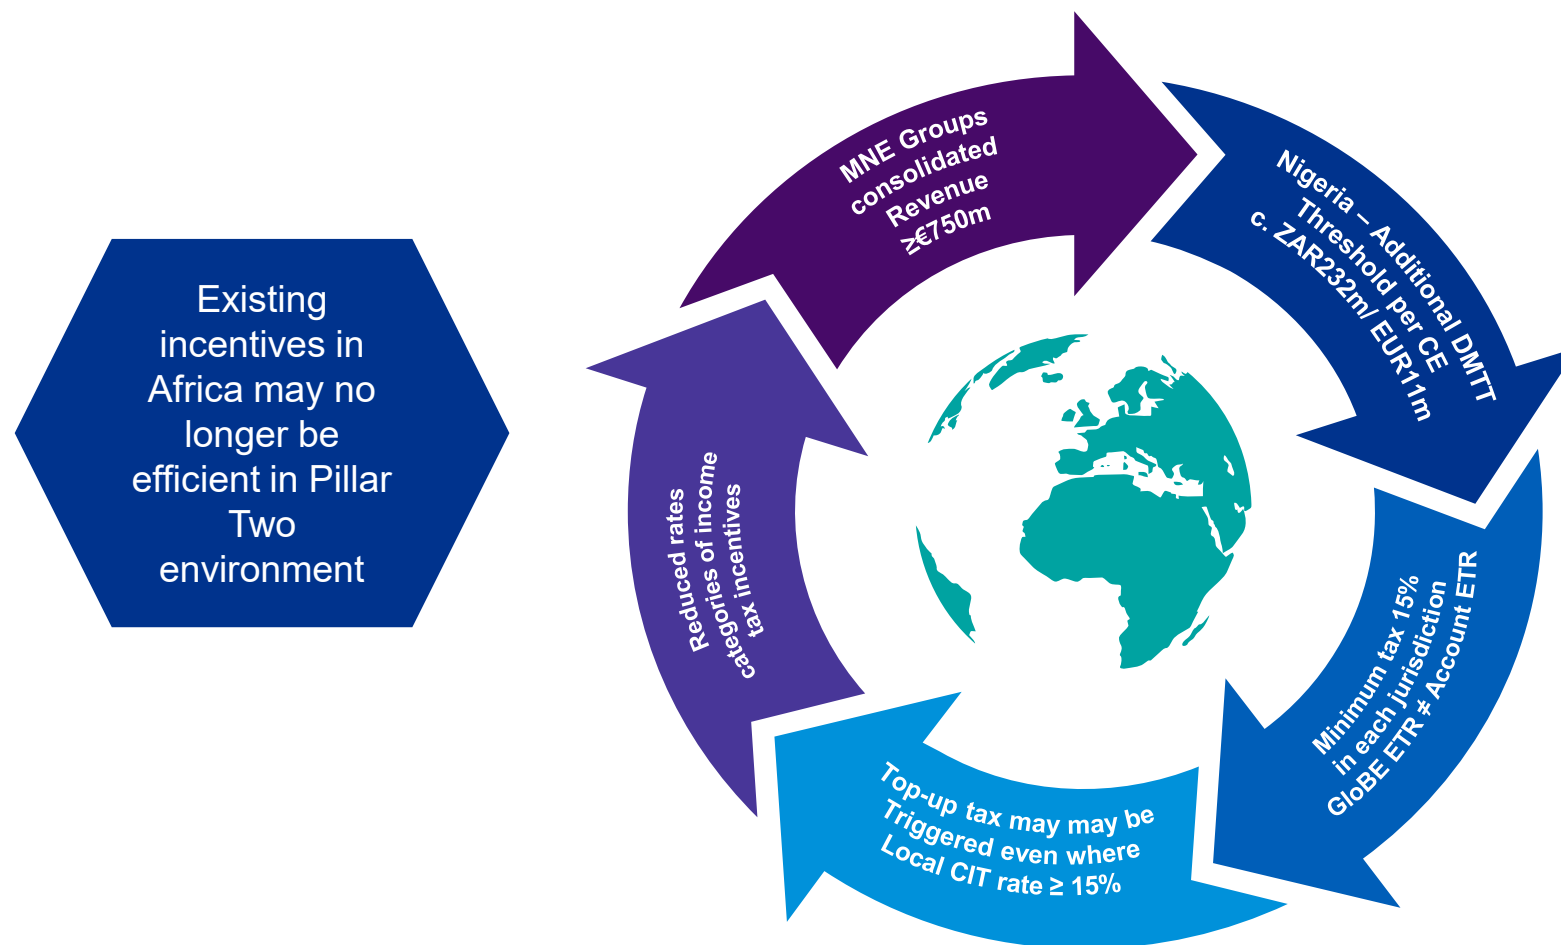 Existing
incentives in
Africa may no
longer be
efficient in Pillar
Two
environment
MNE Groups
consolidated
Revenue
≥€750m
Nigeria – Additional DMTT
Threshold per CE
c. ZAR232m/ EUR11m
Minimum tax 15%
in each jurisdiction
GloBE ETR ≠ Account ETR
Top-up tax may may be
Triggered even where
Local CIT rate ≥ 15%
Reduced rates
categories of income
tax incentives